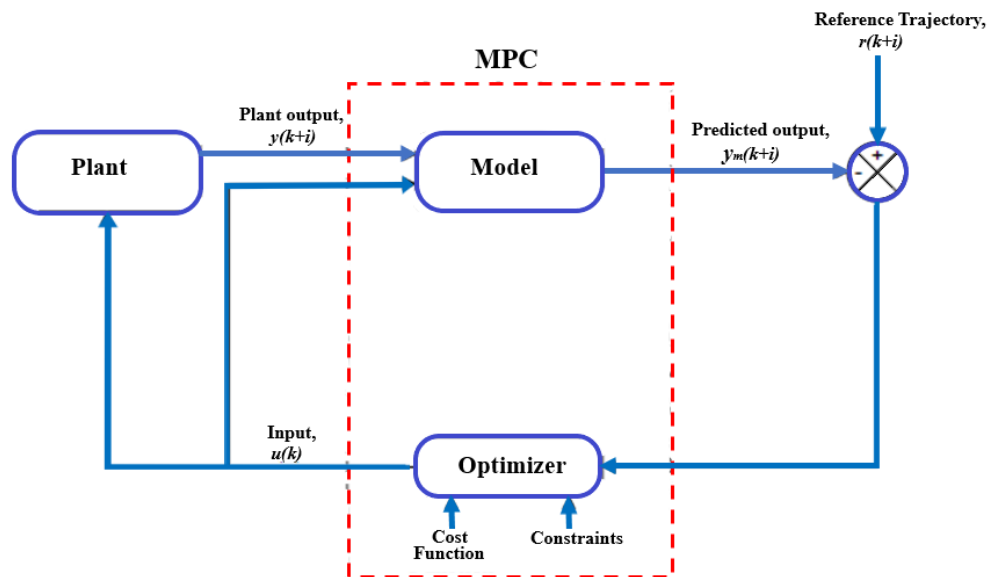 Reference Trajectory,
r(k+i)
MPC
Plant output,
y(k+i)
Predicted output,
ym(k+i)
Plant
Model
+
-
Input,
u(k)
Optimizer
Cost
Function
Constraints